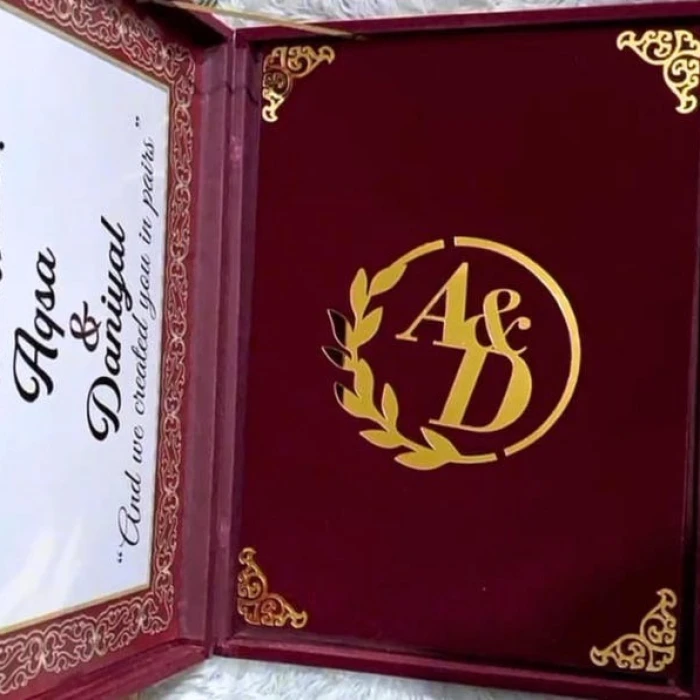 Aqsa
&
Daniyal
"And we created you in pairs"
A&
D